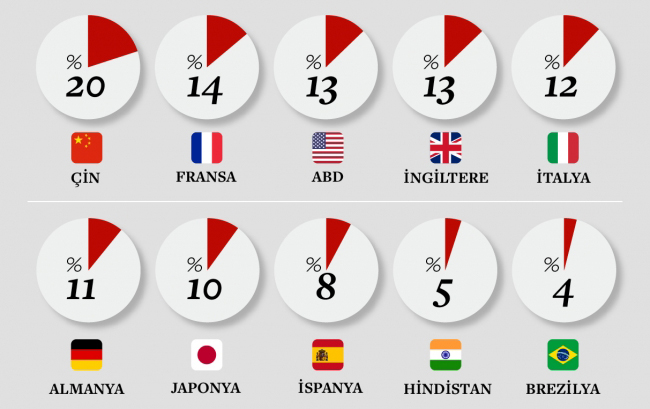 % % % % %
20 14 13 13 12
ÇİN FRANSA ABD İNGİLTERE İTALYA
% % % % %
11 10 8 5 4
ALMANYA JAPONYA İSPANYA HİNDİSTAN BREZİLYA